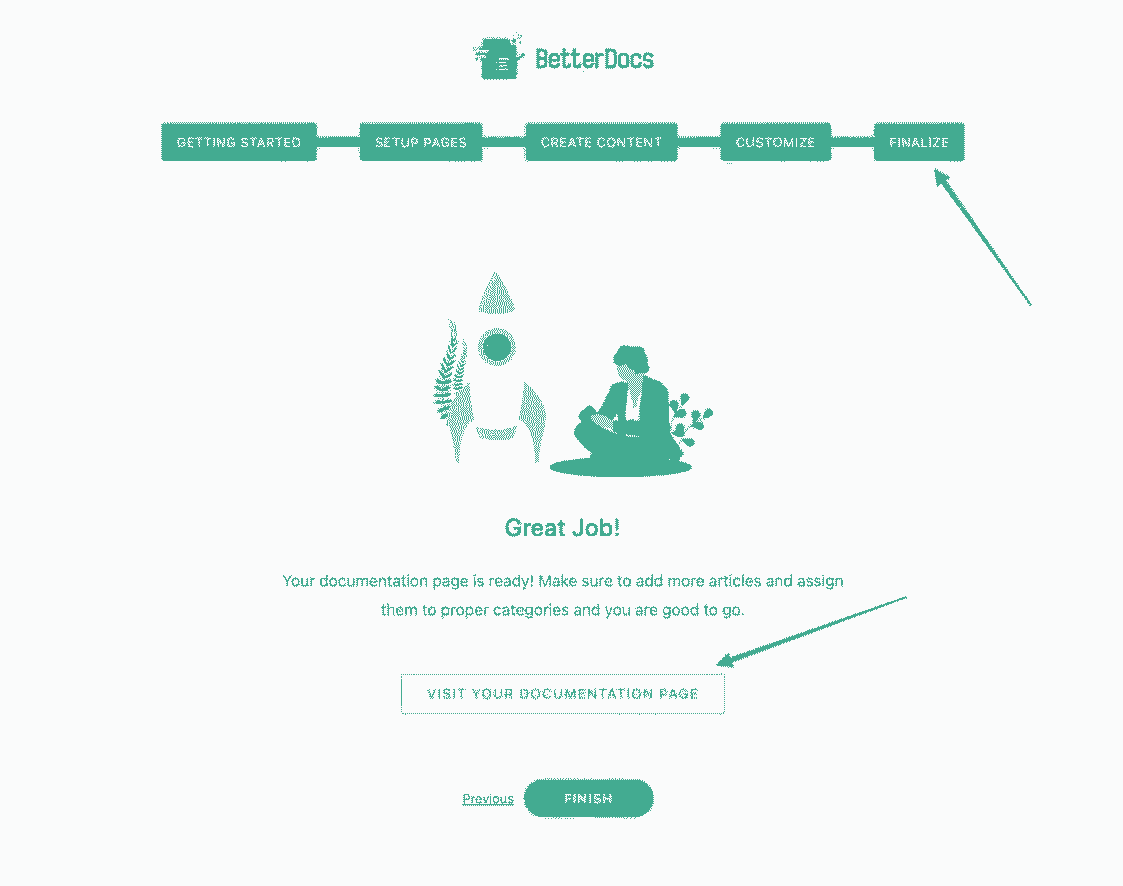 BetterDocs
GETTING STARTED
SETUP PAGES
CREATE CONTENT
CUSTOMIZE
FINALIZE
Great Job!
Your documentation page is ready! Make sure to add more articles and assign
them to proper categories and you are good to go.
VISIT YOUR DOCUMENTATION PAGE
Previous
FINISH